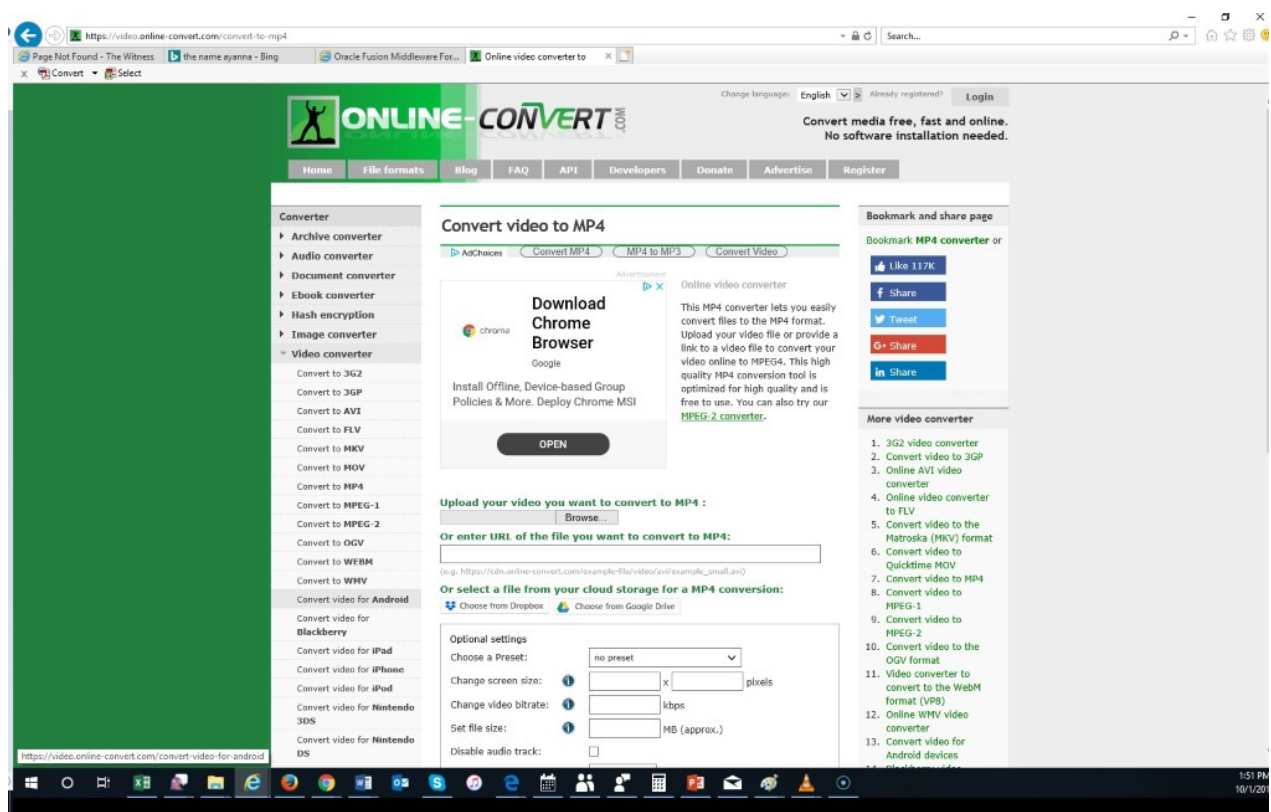 https://video.online-convert.com/convert-to-mp4
Search...
Page Not Found - The Witness
the name ayanna - Bing
Oracle Fusion Middleware For...
Online video converter to
x Convert Select
Change language: English > Already registered? Login
ONLINE-CONVERT.COM
Convert media free, fast and online.
No software installation needed.
Home File formats Blog FAQ API Developers Donate Advertise Register
Converter
Archive converter
Audio converter
Document converter
Ebook converter
Hash encryption
Image converter
Video converter
Convert to 3G2
Convert to 3GP
Convert to AVI
Convert to FLV
Convert to MKV
Convert to MOV
Convert to MP4
Convert to MPEG-1
Convert to MPEG-2
Convert to OGV
Convert to WEBM
Convert to WMV
Convert video for Android
Convert video for
Blackberry
Convert video for iPad
Convert video for iPhone
Convert video for iPod
Convert video for Nintendo
3DS
Convert video for Nintendo
DS
Convert video to MP4
AdChoices Convert MP4 MP4 to MP3 Convert Video
Advertisement
Download
Chrome
Browser
chrome
Google
Install Offline, Device-based Group
Policies & More. Deploy Chrome MSI
OPEN
Online video converter
This MP4 converter lets you easily
convert files to the MP4 format.
Upload your video file or provide a
link to a video file to convert your
video online to MPEG4. This high
quality MP4 conversion tool is
optimized for high quality and is
free to use. You can also try our
MPEG-2 converter.
Upload your video you want to convert to MP4 :
Browse...
Or enter URL of the file you want to convert to MP4:
(e.g. https://cdn.online-convert.com/example-file/video/avi/example_small.avi)
Or select a file from your cloud storage for a MP4 conversion:
Choose from Dropbox Choose from Google Drive
Optional settings
Choose a Preset: no preset
Change screen size: x pixels
Change video bitrate: kbps
Set file size: MB (approx.)
Disable audio track:
Bookmark and share page
Bookmark MP4 converter or
Like 117K
Share
Tweet
G+ Share
in Share
More video converter
1. 3G2 video converter
2. Convert video to 3GP
3. Online AVI video
converter
4. Online video converter
to FLV
5. Convert video to the
Matroska (MKV) format
6. Convert video to
Quicktime MOV
7. Convert video to MP4
8. Convert video to
MPEG-1
9. Convert video to
MPEG-2
10. Convert video to the
OGV format
11. Video converter to
convert to the WebM
format (VP8)
12. Online WMV video
converter
13. Convert video for
Android devices
https://video.online-convert.com/convert-video-for-android
1:51 PM
10/1/201